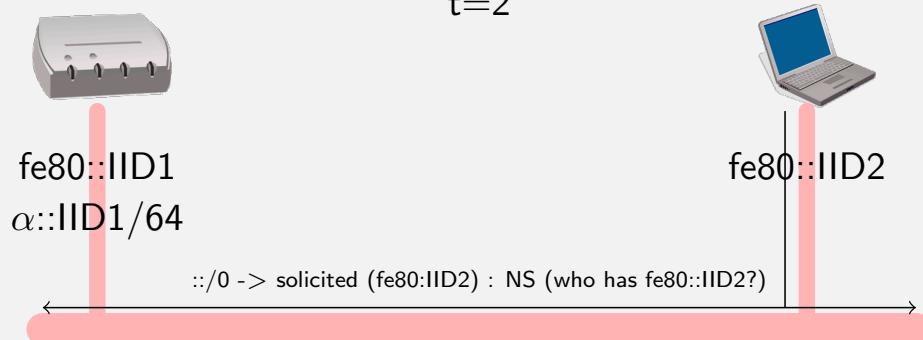 t=2
fe80::IID1
fe80::IID2
α::IID1/64
::/0 -> solicited (fe80:IID2) : NS (who has fe80::IID2?)